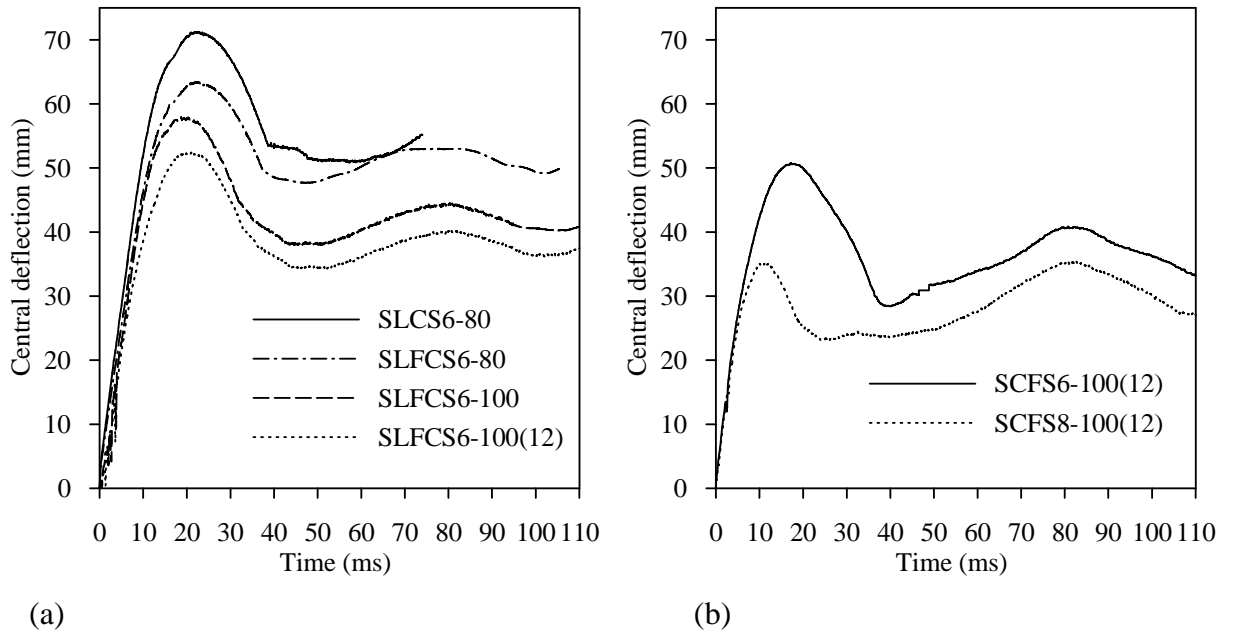 70
60
50
40
30
20
10
0
Central deflection (mm)
SLCS6-80
SLFCS6-80
SLFCS6-100
SLFCS6-100(12)
0 10 20 30 40 50 60 70 80 90 100 110
Time (ms)
(a)
70
60
50
40
30
20
10
0
Central deflection (mm)
SCFS6-100(12)
SCFS8-100(12)
0 10 20 30 40 50 60 70 80 90 100 110
Time (ms)
(b)